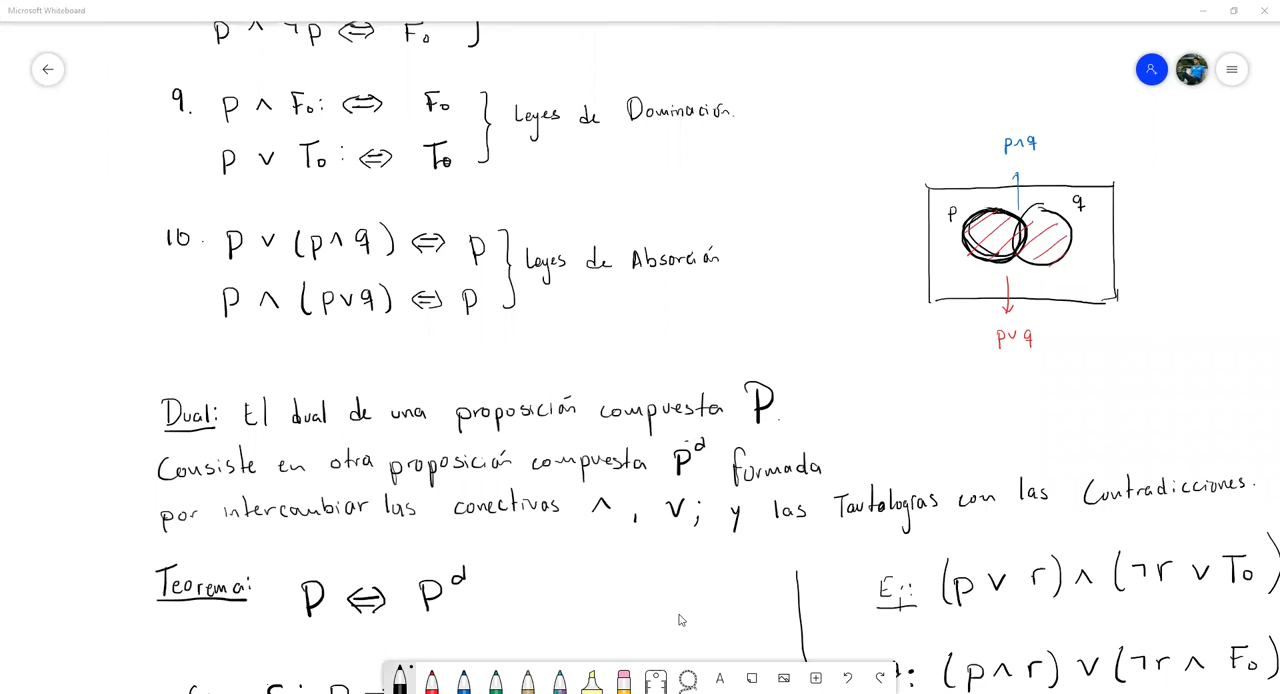 Microsoft Whiteboard
p ∧ ¬p ⇔ F₀
9. p ∧ F₀: ⇔ F₀
p ∨ T₀: ⇔ T₀
Leyes de Dominación.
10. p ∨ (p ∧ q) ⇔ p
p ∧ (p ∨ q) ⇔ p
Leyes de Absorción
p∧q
p
q
p∨q
Dual: El dual de una proposición compuesta P.
Consiste en otra proposición compuesta Pᵈ formada
por intercambiar las conectivas ∧, ∨; y las Tautologías con las Contradicciones.
Teorema: P ⇔ Pᵈ
Ej: (p ∨ r) ∧ (¬r ∨ T₀)
: (p ∧ r) ∨ (¬r ∧ F₀)